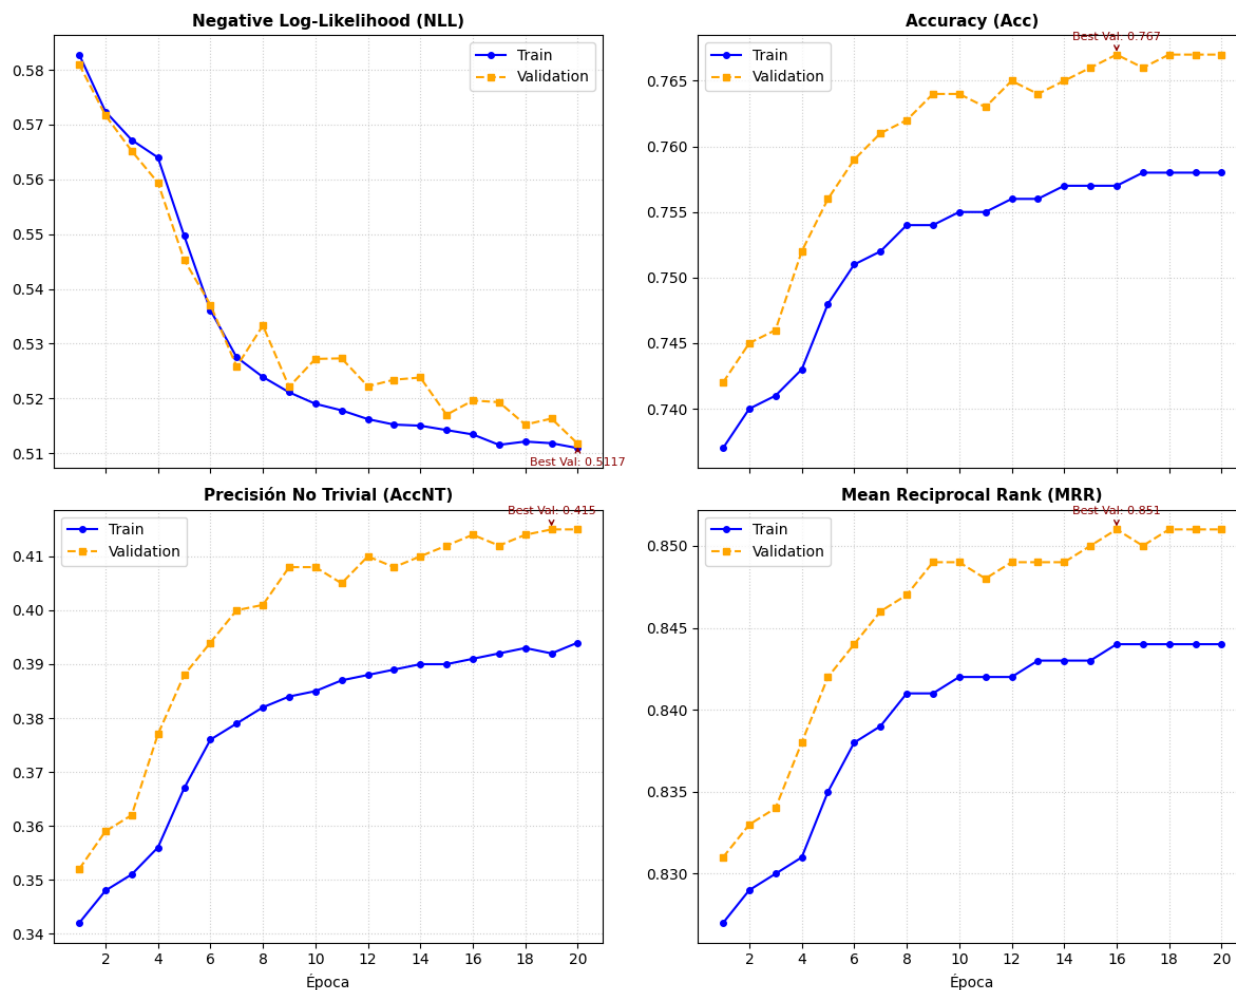 Negative Log-Likelihood (NLL)
Train
Validation
0.58
0.57
0.56
0.55
0.54
0.53
0.52
0.51
Best Val: 0.5117
Accuracy (Acc)
Best Val: 0.767
Train
Validation
0.765
0.760
0.755
0.750
0.745
0.740
Precisión No Trivial (AccNT)
Best Val: 0.415
Train
Validation
0.41
0.40
0.39
0.38
0.37
0.36
0.35
0.34
2 4 6 8 10 12 14 16 18 20
Época
Mean Reciprocal Rank (MRR)
Best Val: 0.851
Train
Validation
0.850
0.845
0.840
0.835
0.830
2 4 6 8 10 12 14 16 18 20
Época